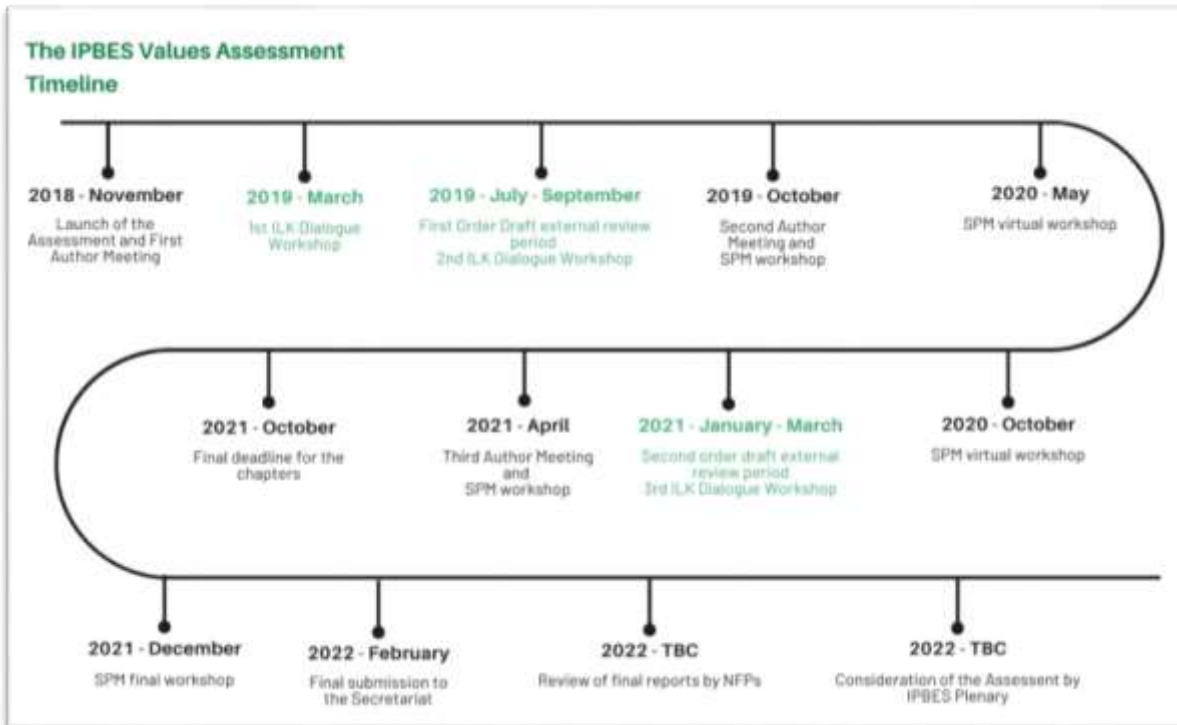 The IPBES Values Assessment
Timeline
2018 - November
Launch of the
Assessment and First
Author Meeting
2019 - March
1st ILK Dialogue
Workshop
2019 - July - September
First Order Draft external review
period
2nd ILK Dialogue Workshop
2019 - October
Second Author
Meeting and
SPM workshop
2020 - May
SPM virtual workshop
2021 - October
Final deadline for the
chapters
2021 - April
Third Author Meeting
and
SPM workshop
2021 - January - March
Second order draft external
review period
3rd ILK Dialogue Workshop
2020 - October
SPM virtual workshop
2021 - December
SPM final workshop
2022 - February
Final submission to
the Secretariat
2022 - TBC
Review of final reports by NFPs
2022 - TBC
Consideration of the Assessent by
IPBES Plenary